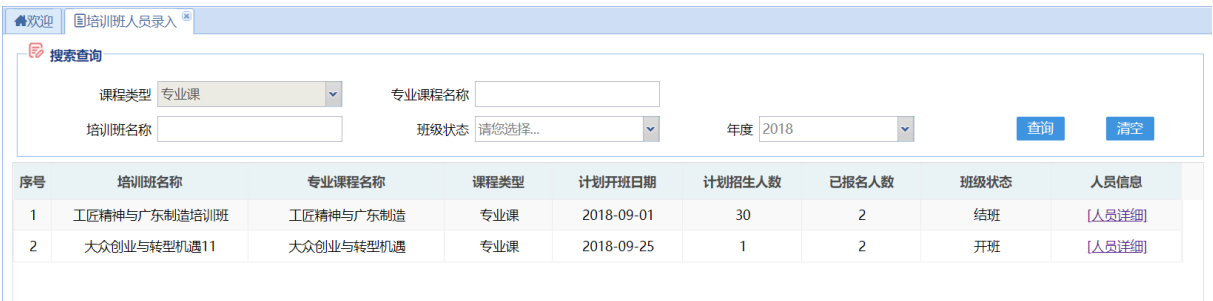 欢迎 培训班人员录入
搜索查询
课程类型 专业课 专业课程名称
培训班名称 班级状态 请您选择... 年度 2018 查询 清空
序号 培训班名称 专业课程名称 课程类型 计划开班日期 计划招生人数 已报名人数 班级状态 人员信息
1 工匠精神与广东制造培训班 工匠精神与广东制造 专业课 2018-09-01 30 2 结班 [人员详细]
2 大众创业与转型机遇11 大众创业与转型机遇 专业课 2018-09-25 1 2 开班 [人员详细]